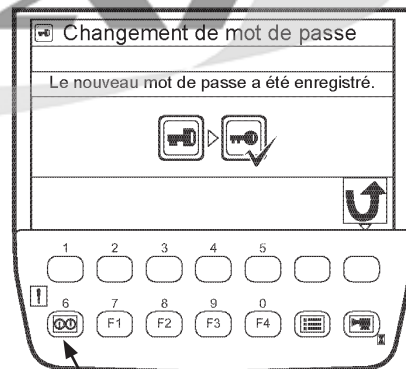 Changement de mot de passe
Le nouveau mot de passe a été enregistré.
1 2 3 4 5
6 7 8 9 0
F1 F2 F3 F4